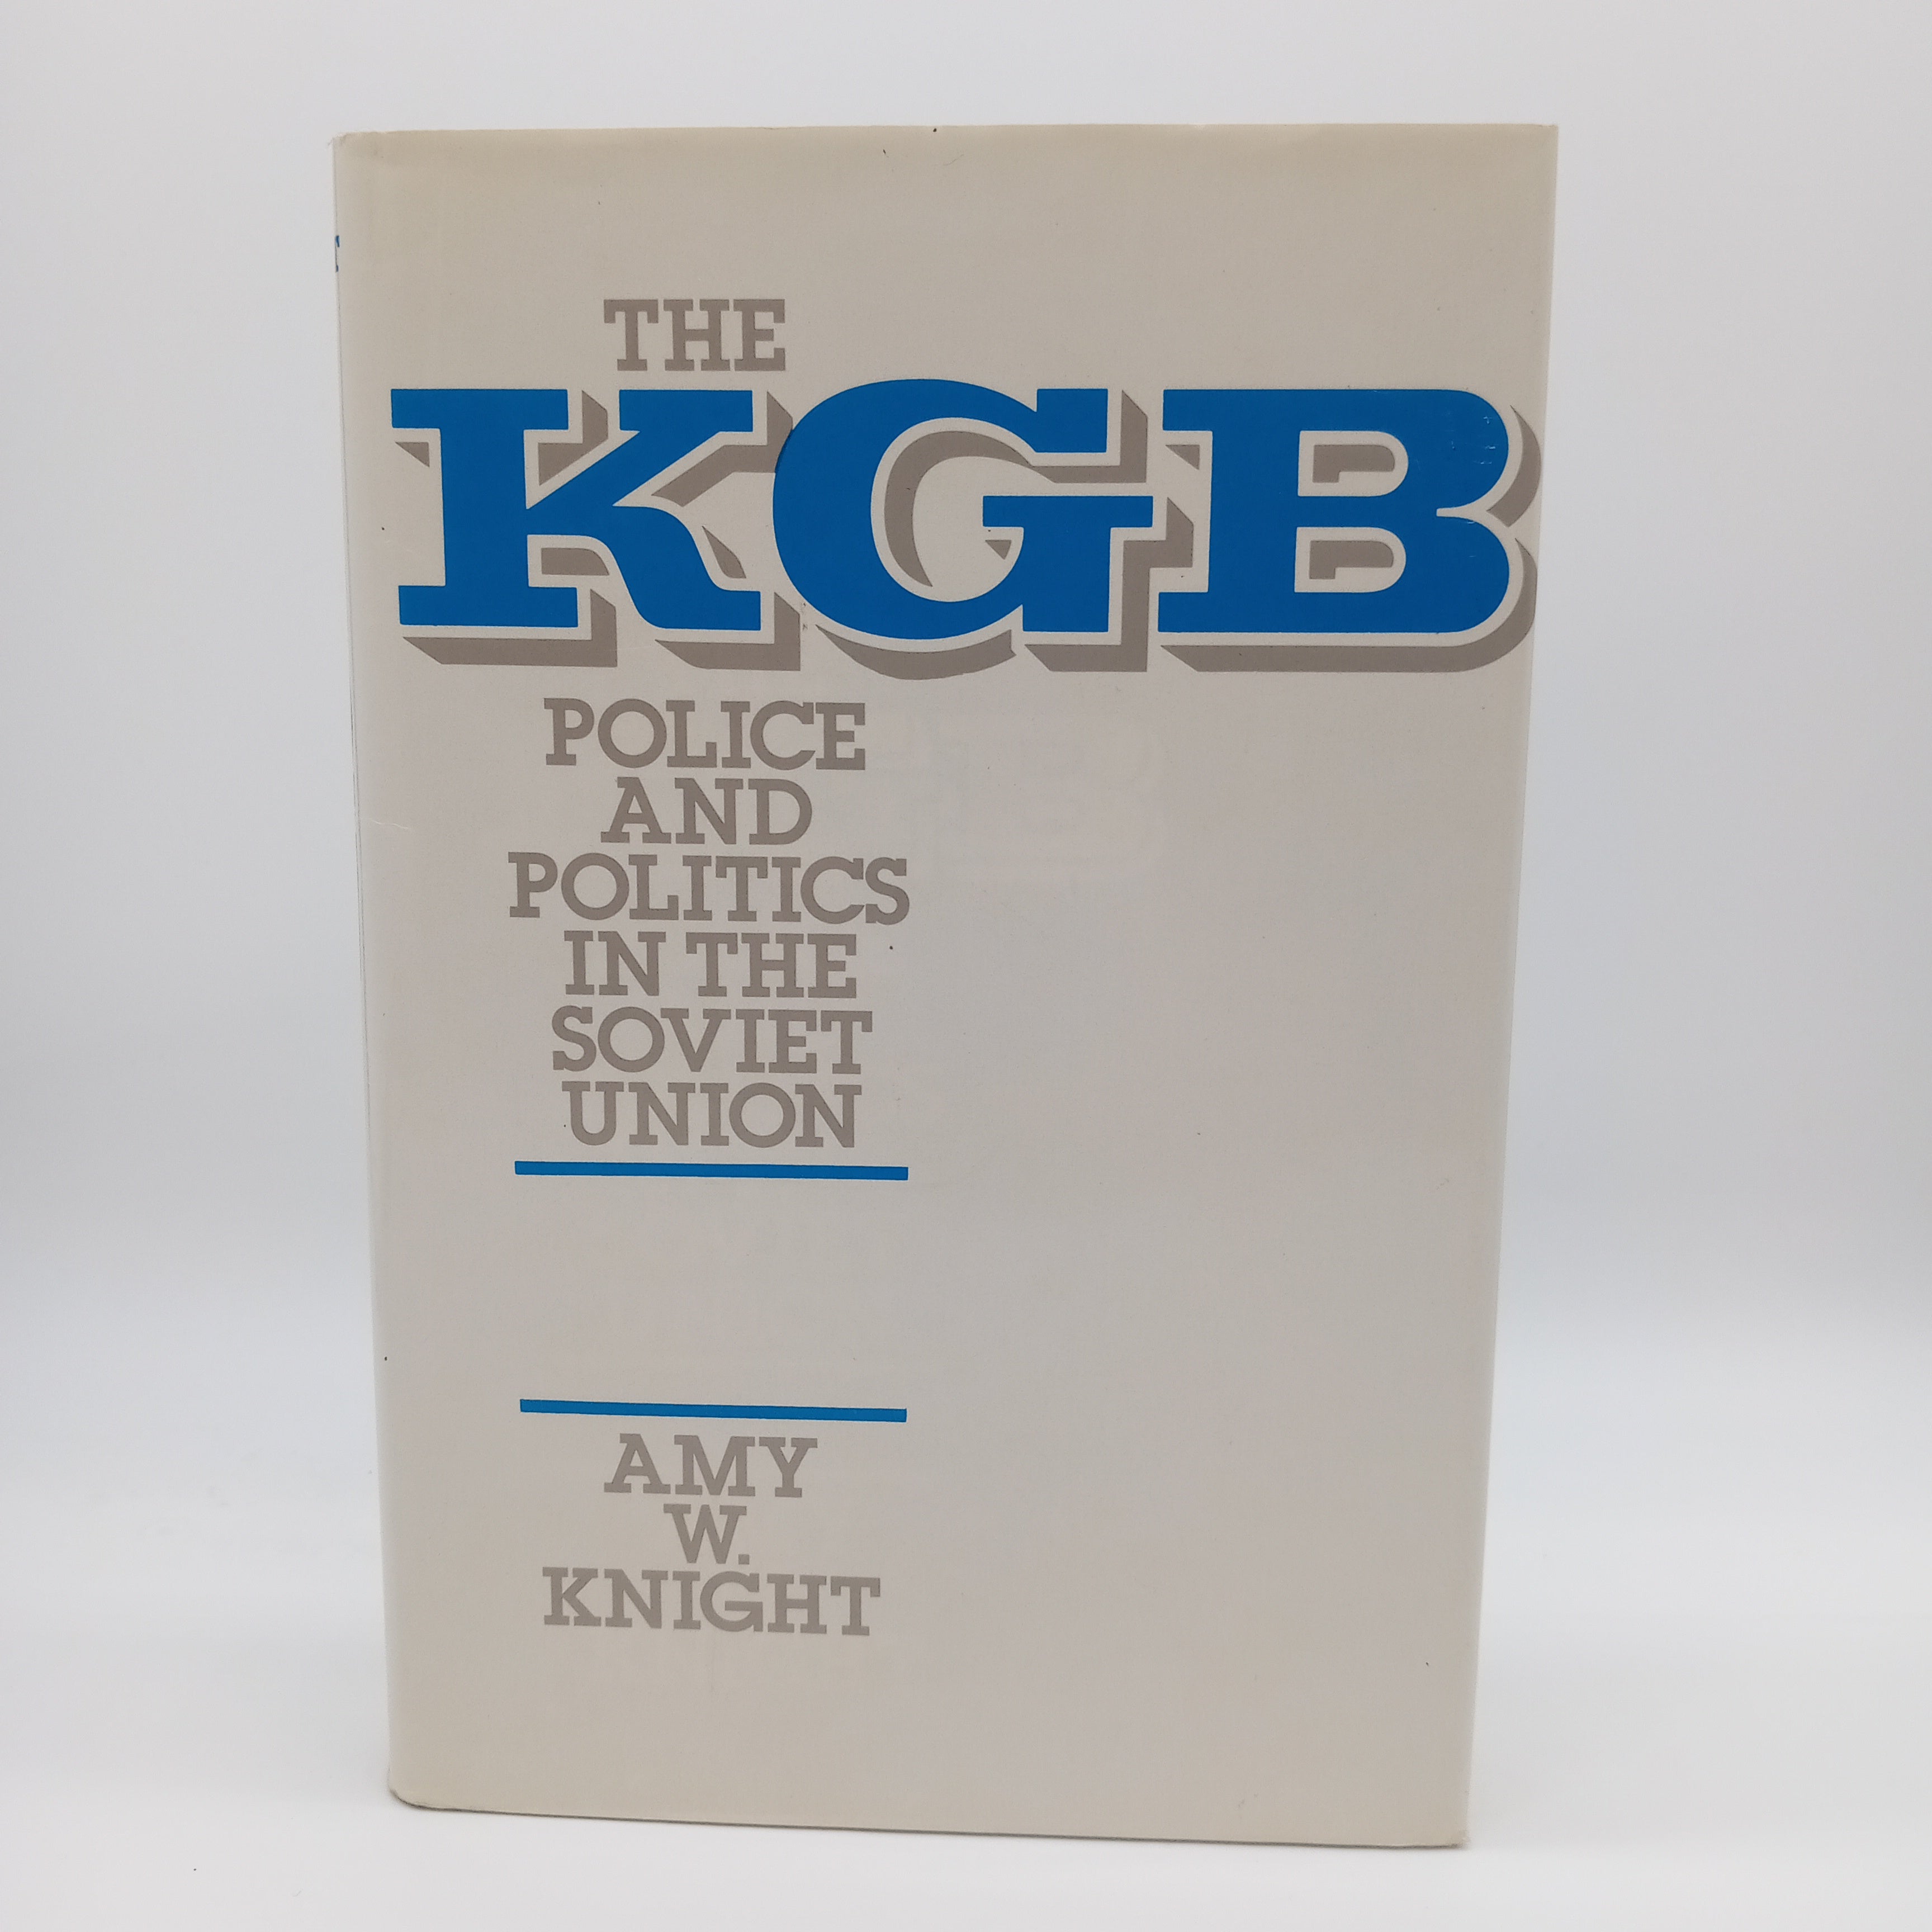 THE
KGB
POLICE
AND
POLITICS
IN THE
SOVIET
UNION
AMY
W.
KNIGHT